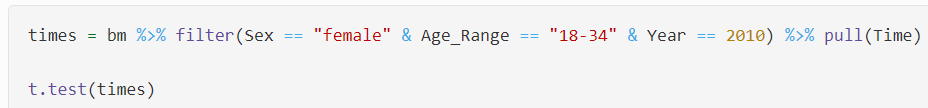 times = bm %>% filter(Sex == "female" & Age_Range == "18-34" & Year == 2010) %>% pull(Time)
t.test(times)